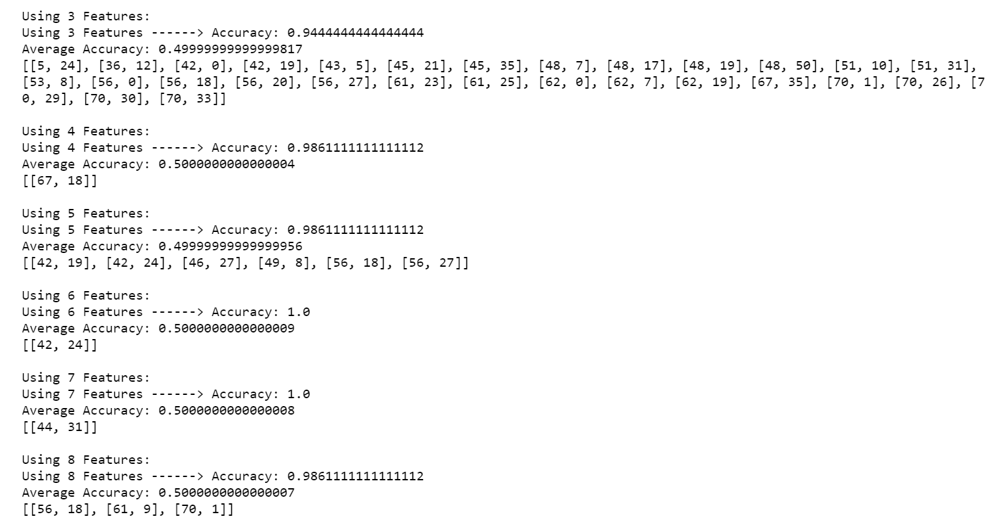 Using 3 Features:
Using 3 Features ------> Accuracy: 0.9444444444444444
Average Accuracy: 0.49999999999999817
[[5, 24], [36, 12], [42, 0], [42, 19], [43, 5], [45, 21], [45, 35], [48, 7], [48, 17], [48, 19], [48, 50], [51, 10], [51, 31],
[53, 8], [56, 0], [56, 18], [56, 20], [56, 27], [61, 23], [61, 25], [62, 0], [62, 7], [62, 19], [67, 35], [70, 1], [70, 26], [7
0, 29], [70, 30], [70, 33]]

Using 4 Features:
Using 4 Features ------> Accuracy: 0.9861111111111112
Average Accuracy: 0.5000000000000004
[[67, 18]]

Using 5 Features:
Using 5 Features ------> Accuracy: 0.9861111111111112
Average Accuracy: 0.49999999999999956
[[42, 19], [42, 24], [46, 27], [49, 8], [56, 18], [56, 27]]

Using 6 Features:
Using 6 Features ------> Accuracy: 1.0
Average Accuracy: 0.5000000000000009
[[42, 24]]

Using 7 Features:
Using 7 Features ------> Accuracy: 1.0
Average Accuracy: 0.5000000000000008
[[44, 31]]

Using 8 Features:
Using 8 Features ------> Accuracy: 0.9861111111111112
Average Accuracy: 0.5000000000000007
[[56, 18], [61, 9], [70, 1]]